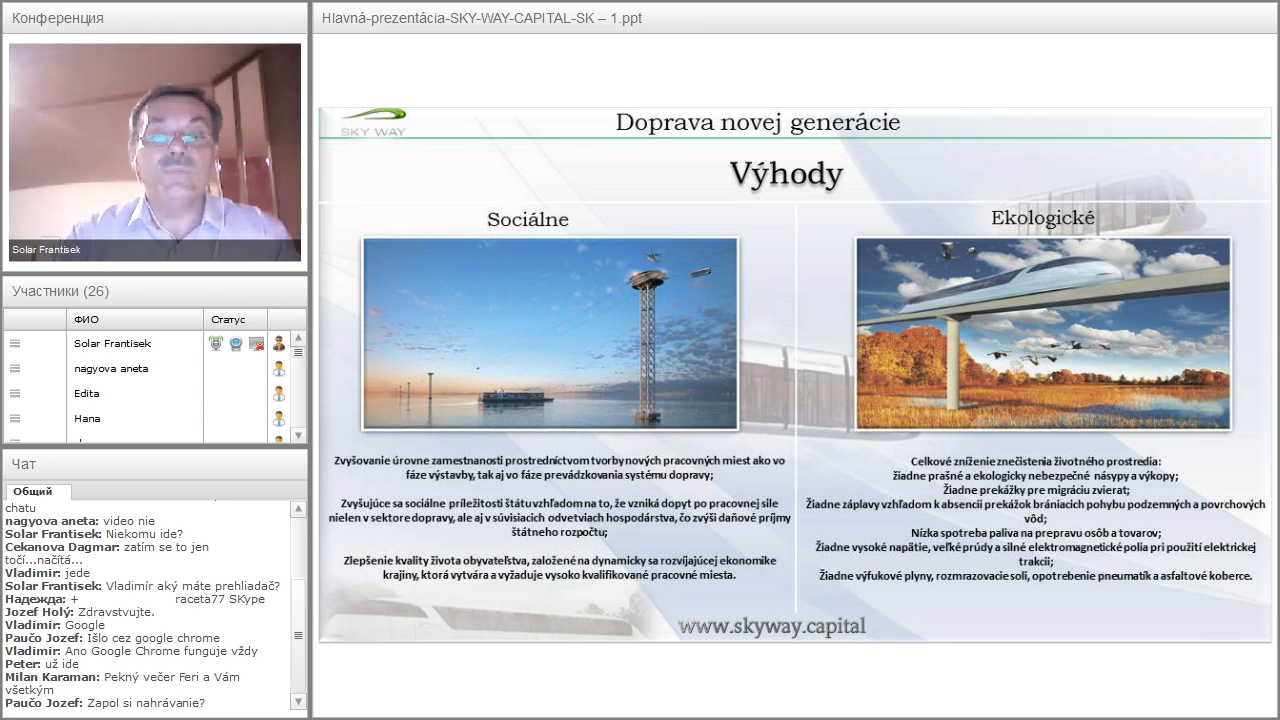 Конференция
Solar Frantisek
Участники (26)
ФИО
Статус
Solar Frantisek
nagyova aneta
Edita
Hana
Чат
Общий
chatu
nagyova aneta: video nie
Solar Frantisek: Niekomu ide?
Cekanova Dagmar: zatím se to jen
točí...načítá...
Vladimir: jede
Solar Frantisek: Vladimír aký máte prehliadač?
Надежда: + raceta77 SKype
Jozef Holý: Zdravstvujte.
Vladimir: Google
Paučo Jozef: Išlo cez google chrome
Vladimir: Ano Google Chrome funguje vždy
Peter: už ide
Milan Karaman: Pekný večer Feri a Vám
všetkým
Paučo Jozef: Zapol si nahrávanie?
Hlavná-prezentácia-SKY-WAY-CAPITAL-SK – 1.ppt
SKY WAY
Doprava novej generácie
Výhody
Sociálne
Zvyšovanie úrovne zamestnanosti prostredníctvom tvorby nových pracovných miest ako vo
fáze výstavby, tak aj vo fáze prevádzkovania systému dopravy;
Zvyšujúce sa sociálne príležitosti štátu vzhľadom na to, že vzniká dopyt po pracovnej sile
nielen v sektore dopravy, ale aj v súvisiacich odvetviach hospodárstva, čo zvýši daňové príjmy
štátneho rozpočtu;
Zlepšenie kvality života obyvateľstva, založené na dynamicky sa rozvíjajúcej ekonomike
krajiny, ktorá vytvára a vyžaduje vysoko kvalifikované pracovné miesta.
Ekologické
Celkové zníženie znečistenia životného prostredia:
žiadne prašné a ekologicky nebezpečné násypy a výkopy;
Žiadne prekážky pre migráciu zvierat;
Žiadne záplavy vzhľadom k absencii prekážok brániacich pohybu podzemných a povrchových
vôd;
Nízka spotreba paliva na prepravu osôb a tovarov;
Žiadne vysoké napätie, veľké prúdy a silné elektromagnetické polia pri použití elektrickej
trakcii;
Žiadne výfukové plyny, rozmrazovacie soli, opotrebenie pneumatík a asfaltové koberce.
www.skyway.capital